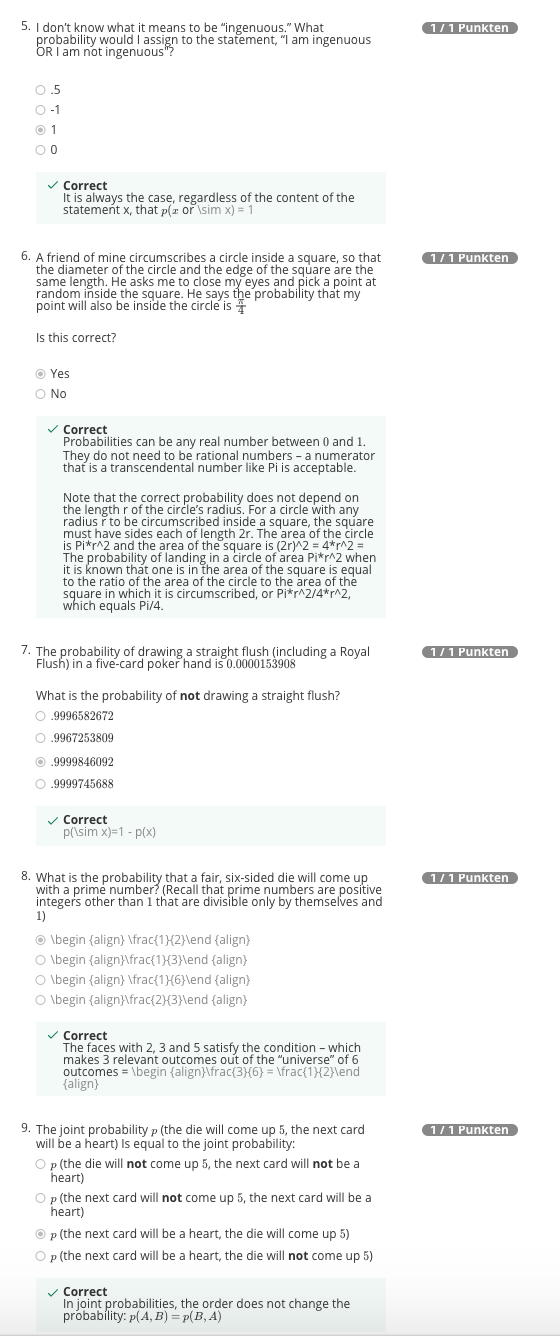 5. I don't know what it means to be “ingenuous.” What
probability would I assign to the statement, “I am ingenuous
OR I am not ingenuous”?
1 / 1 Punkten
.5
-1
1
0
Correct
It is always the case, regardless of the content of the
statement x, that p(x or \sim x) = 1
6. A friend of mine circumscribes a circle inside a square, so that
the diameter of the circle and the edge of the square are the
same length. He asks me to close my eyes and pick a point at
random inside the square. He says the probability that my
point will also be inside the circle is π/4
1 / 1 Punkten
Is this correct?
Yes
No
Correct
Probabilities can be any real number between 0 and 1.
They do not need to be rational numbers – a numerator
that is a transcendental number like Pi is acceptable.
Note that the correct probability does not depend on
the length r of the circle's radius. For a circle with any
radius r to be circumscribed inside a square, the square
must have sides each of length 2r. The area of the circle
is Pi*r^2 and the area of the square is (2r)^2 = 4*r^2 =
The probability of landing in a circle of area Pi*r^2 when
it is known that one is in the area of the square is equal
to the ratio of the area of the circle to the area of the
square in which it is circumscribed, or Pi*r^2/4*r^2,
which equals Pi/4.
7. The probability of drawing a straight flush (including a Royal
Flush) in a five-card poker hand is 0.0000153908
1 / 1 Punkten
What is the probability of not drawing a straight flush?
.9996582672
.9967253809
.9999846092
.9999745688
Correct
p(\sim x)=1 - p(x)
8. What is the probability that a fair, six-sided die will come up
with a prime number? (Recall that prime numbers are positive
integers other than 1 that are divisible only by themselves and
1)
1 / 1 Punkten
\begin {align} \frac{1}{2}\end {align}
\begin {align}\frac{1}{3}\end {align}
\begin {align} \frac{1}{6}\end {align}
\begin {align}\frac{2}{3}\end {align}
Correct
The faces with 2, 3 and 5 satisfy the condition – which
makes 3 relevant outcomes out of the “universe” of 6
outcomes = \begin {align}\frac{3}{6} = \frac{1}{2}\end
{align}
9. The joint probability p (the die will come up 5, the next card
will be a heart) Is equal to the joint probability:
1 / 1 Punkten
p (the die will not come up 5, the next card will not be a
heart)
p (the next card will not come up 5, the next card will be a
heart)
p (the next card will be a heart, the die will come up 5)
p (the next card will be a heart, the die will not come up 5)
Correct
In joint probabilities, the order does not change the
probability: p(A, B) = p(B, A)